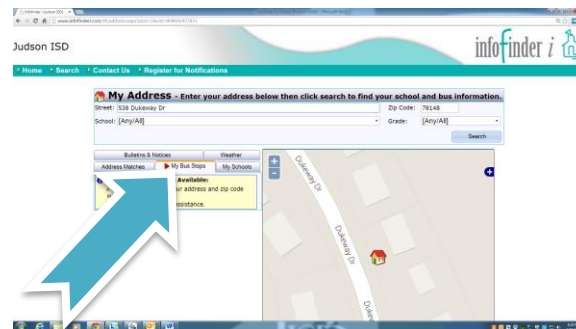 Judson ISD
infofinder i
Home Search Contact Us Register for Notifications
My Address - Enter your address below then click search to find your school and bus information.
Street: 538 Dukeway Dr Zip Code: 78148
School: [Any/All] Grade: [Any/All]
Search
Bulletins & Notices Weather
Address Matches My Bus Stops My Schools
Available:
ur address and zip code
assistance.
Dukeway Dr
Dukeway Dr
Dukew